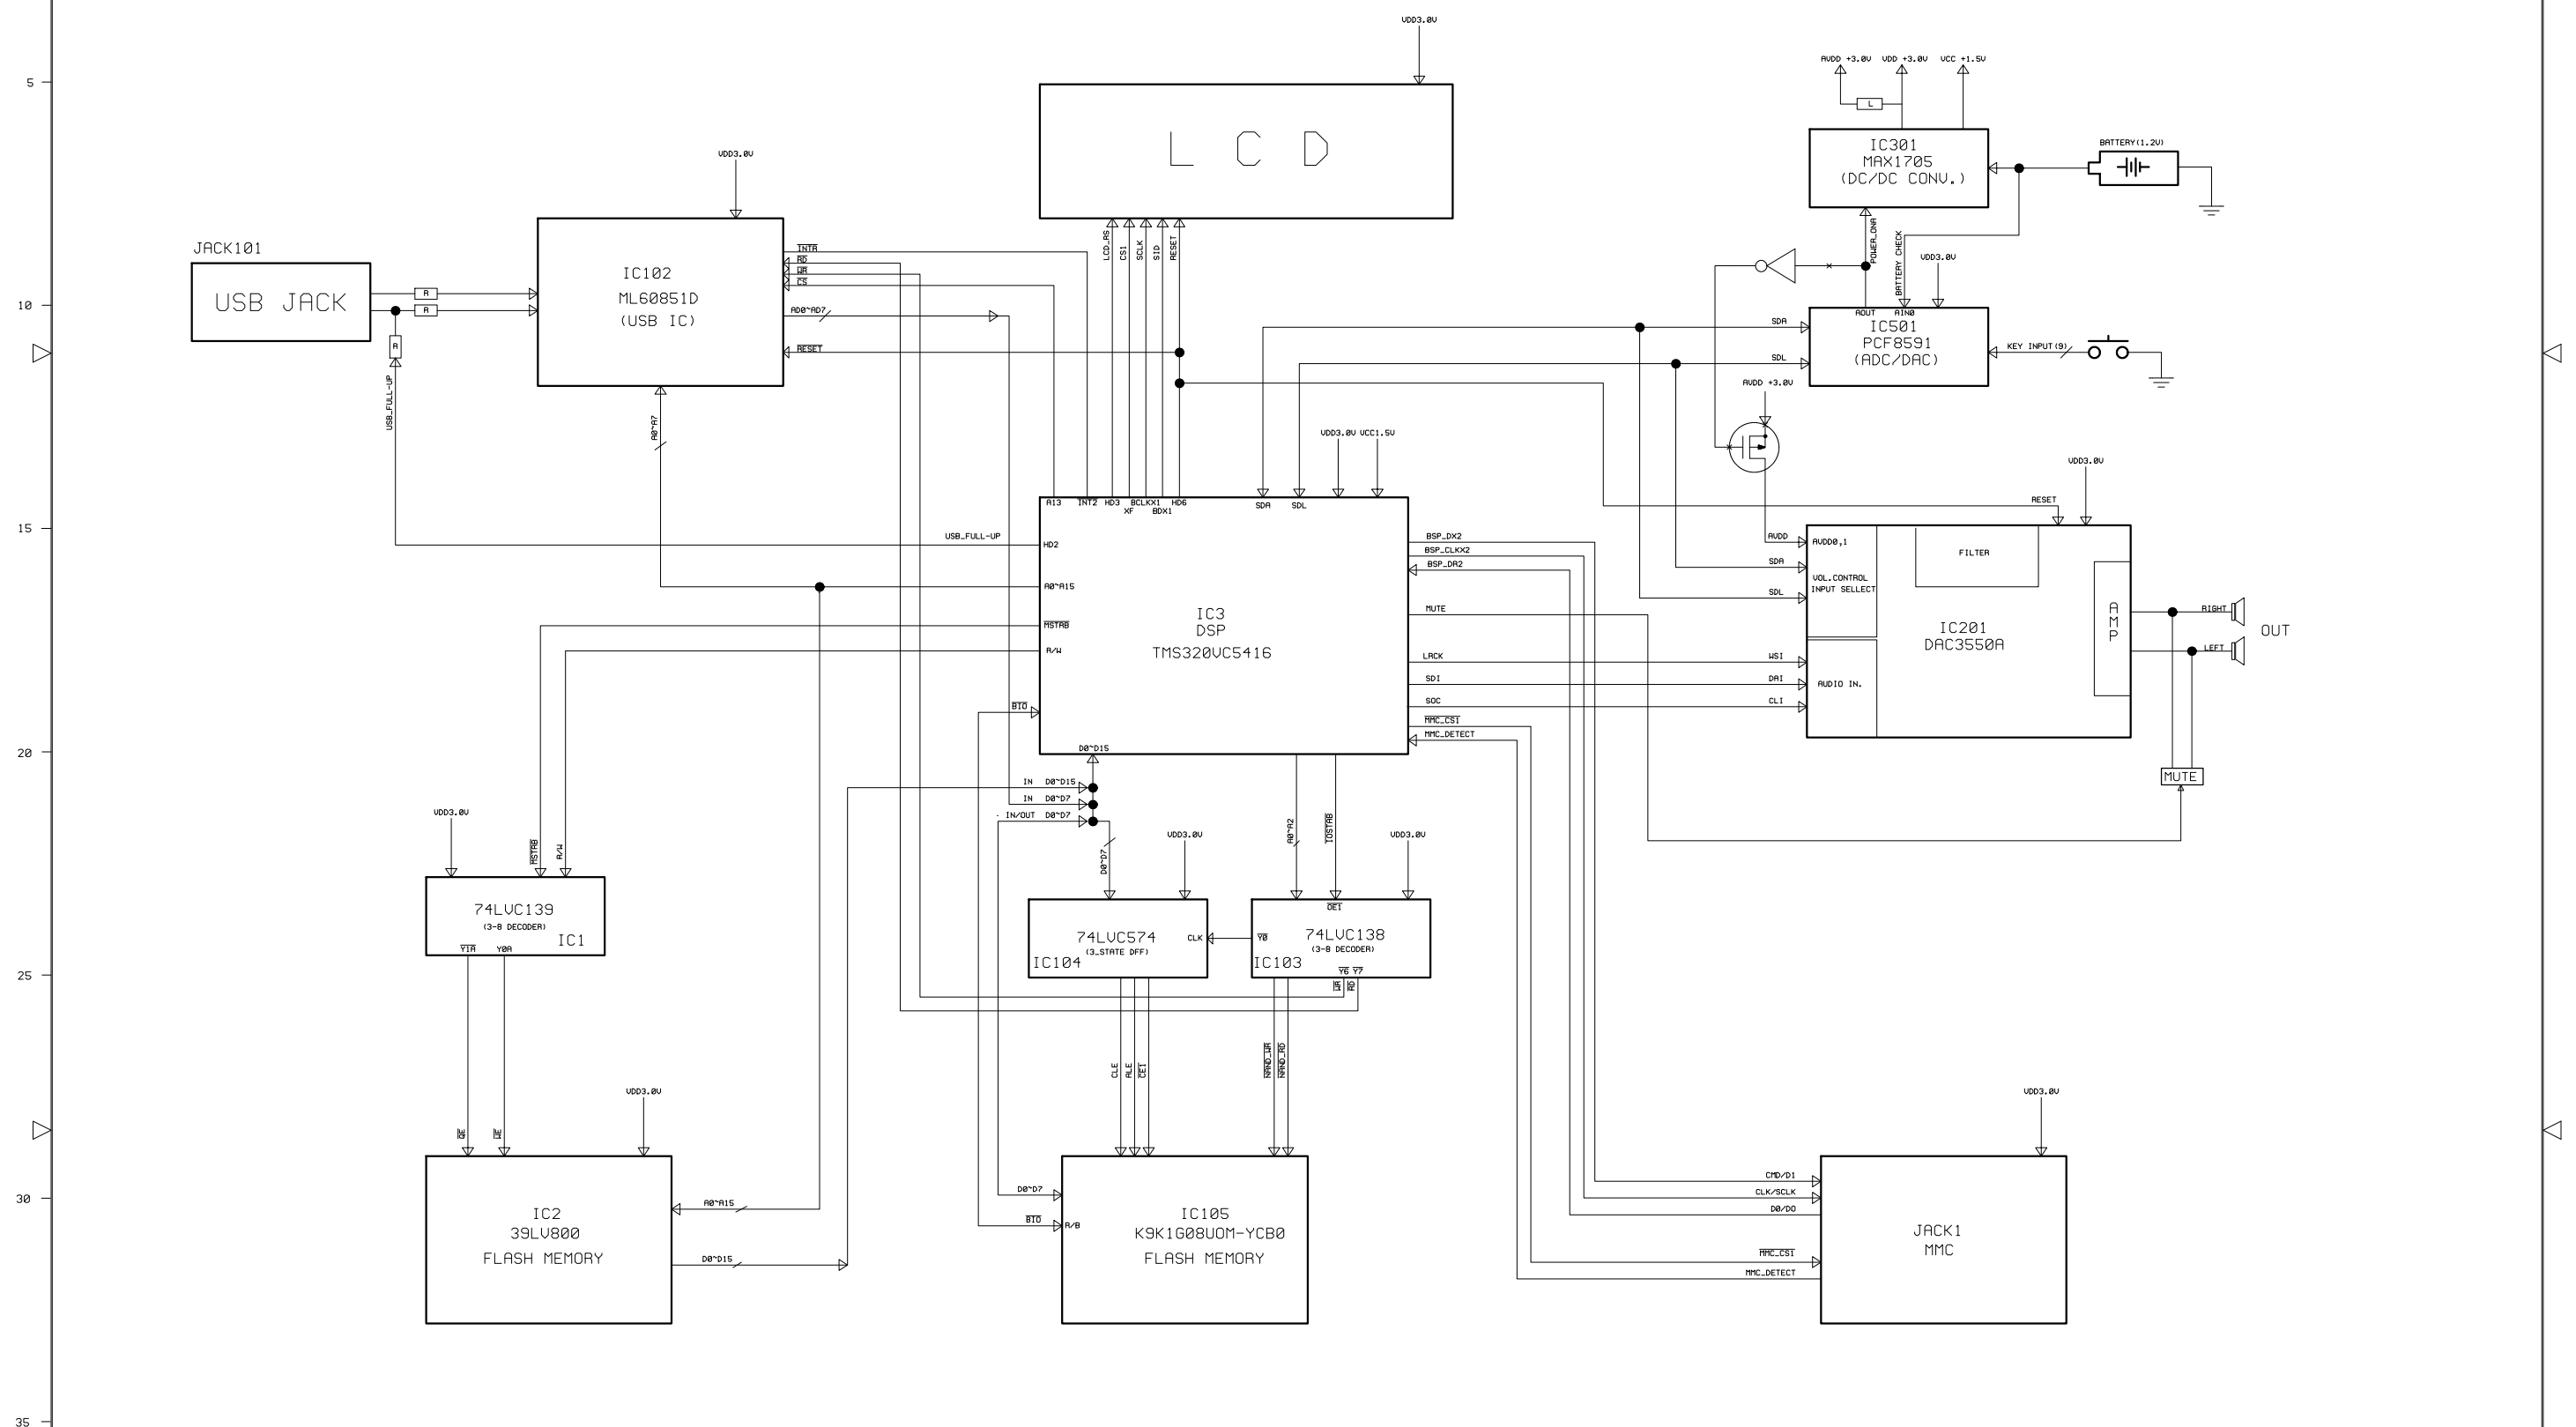 VDD3.0V
5
AVDD +3.0V VDD +3.0V VCC +1.5V
L
LCD
IC301
MAX1705
(DC/DC CONV.)
BATTERY(1.2V)
VDD3.0V
JACK101
USB JACK
R
R
R
USB_FULL-UP
10
IC102
ML60851D
(USB IC)
INTR
RD
WR
CS
AD0~AD7
RESET
A0~A7
LCD_RS
CS1
SCLK
SID
RESET
POWER_ONA
BATTERY CHECK
VDD3.0V
AOUT AIN0
IC501
PCF8591
(ADC/DAC)
SDA
SDL
KEY INPUT(9)
AVDD +3.0V
VDD3.0V VCC1.5V
VDD3.0V
RESET
15
A13 INT2 HD3 BCLKX1 HD6
XF BDX1
SDA SDL
USB_FULL-UP
HD2
A0~A15
MSTRB
R/W
BIO
D0~D15
IC3
DSP
TMS320VC5416
BSP_DX2
BSP_CLKX2
BSP_DR2
MUTE
LRCK
SDI
SOC
MMC_CSI
MMC_DETECT
AVDD
SDA
SDL
WSI
DAI
CLI
AVDD0,1
FILTER
VOL.CONTROL
INPUT SELLECT
IC201
DAC3550A
AUDIO IN.
AMP
RIGHT
LEFT
OUT
MUTE
20
IN D0~D15
IN D0~D7
IN/OUT D0~D7
D0~D7
VDD3.0V
A0~A2
IOSTRB
VDD3.0V
VDD3.0V
MSTRB
R/W
74LVC139
(3-8 DECODER)
IC1
Y1A Y0A
74LVC574
(3_STATE DFF)
IC104
CLK
OE1
Y0
74LVC138
(3-8 DECODER)
IC103
Y6 Y7
WR
RD
25
CLE
ALE
CE1
NAND_WR
NAND_RD
VDD3.0V
OE
WE
VDD3.0V
30
IC2
39LV800
FLASH MEMORY
A0~A15
D0~D15
D0~D7
BIO
R/B
IC105
K9K1G08UOM-YCB0
FLASH MEMORY
CMD/D1
CLK/SCLK
D0/DO
MMC_CSI
MMC_DETECT
JACK1
MMC
35